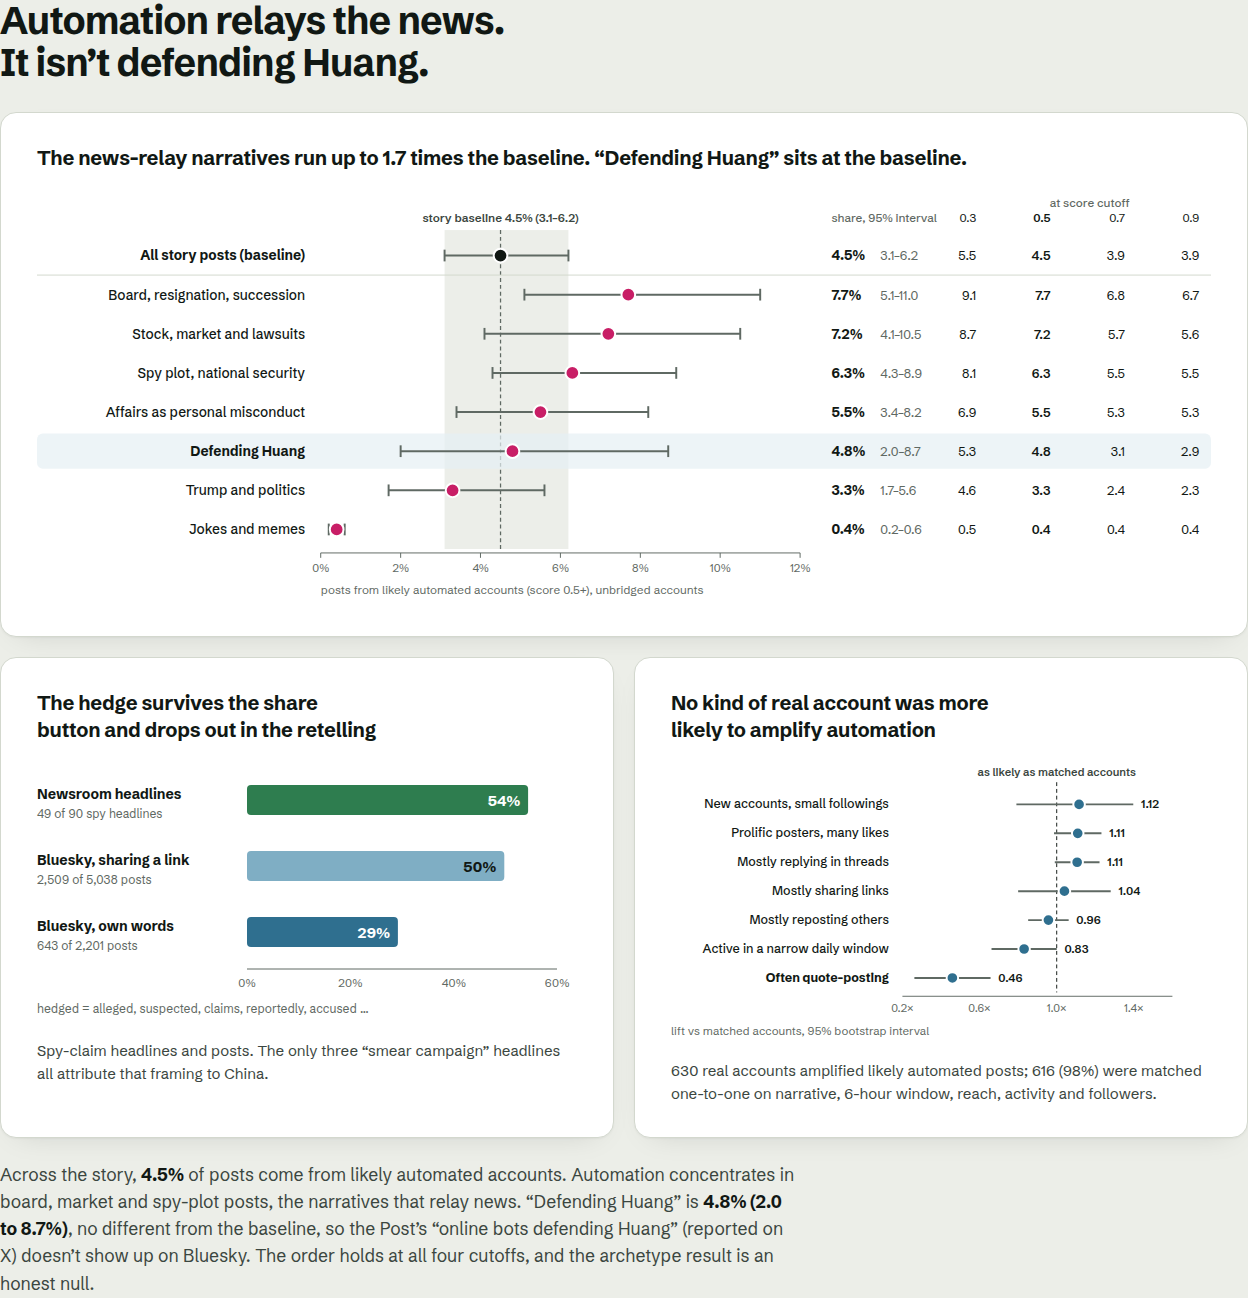 Automation relays the news.
It isn’t defending Huang.
The news-relay narratives run up to 1.7 times the baseline. “Defending Huang” sits at the baseline.
at score cutoff
story baseline 4.5% (3.1–6.2) share, 95% interval 0.3 0.5 0.7 0.9
All story posts (baseline) 4.5% 3.1–6.2 5.5 4.5 3.9 3.9
Board, resignation, succession 7.7% 5.1–11.0 9.1 7.7 6.8 6.7
Stock, market and lawsuits 7.2% 4.1–10.5 8.7 7.2 5.7 5.6
Spy plot, national security 6.3% 4.3–8.9 8.1 6.3 5.5 5.5
Affairs as personal misconduct 5.5% 3.4–8.2 6.9 5.5 5.3 5.3
Defending Huang 4.8% 2.0–8.7 5.3 4.8 3.1 2.9
Trump and politics 3.3% 1.7–5.6 4.6 3.3 2.4 2.3
Jokes and memes 0.4% 0.2–0.6 0.5 0.4 0.4 0.4
0% 2% 4% 6% 8% 10% 12%
posts from likely automated accounts (score 0.5+), unbridged accounts
The hedge survives the share
button and drops out in the retelling
Newsroom headlines 54%
49 of 90 spy headlines
Bluesky, sharing a link 50%
2,509 of 5,038 posts
Bluesky, own words 29%
643 of 2,201 posts
0% 20% 40% 60%
hedged = alleged, suspected, claims, reportedly, accused ...
Spy-claim headlines and posts. The only three “smear campaign” headlines
all attribute that framing to China.
No kind of real account was more
likely to amplify automation
as likely as matched accounts
New accounts, small followings 1.12
Prolific posters, many likes 1.11
Mostly replying in threads 1.11
Mostly sharing links 1.04
Mostly reposting others 0.96
Active in a narrow daily window 0.83
Often quote-posting 0.46
0.2× 0.6× 1.0× 1.4×
lift vs matched accounts, 95% bootstrap interval
630 real accounts amplified likely automated posts; 616 (98%) were matched
one-to-one on narrative, 6-hour window, reach, activity and followers.
Across the story, 4.5% of posts come from likely automated accounts. Automation concentrates in
board, market and spy-plot posts, the narratives that relay news. “Defending Huang” is 4.8% (2.0
to 8.7%), no different from the baseline, so the Post’s “online bots defending Huang” (reported on
X) doesn’t show up on Bluesky. The order holds at all four cutoffs, and the archetype result is an
honest null.